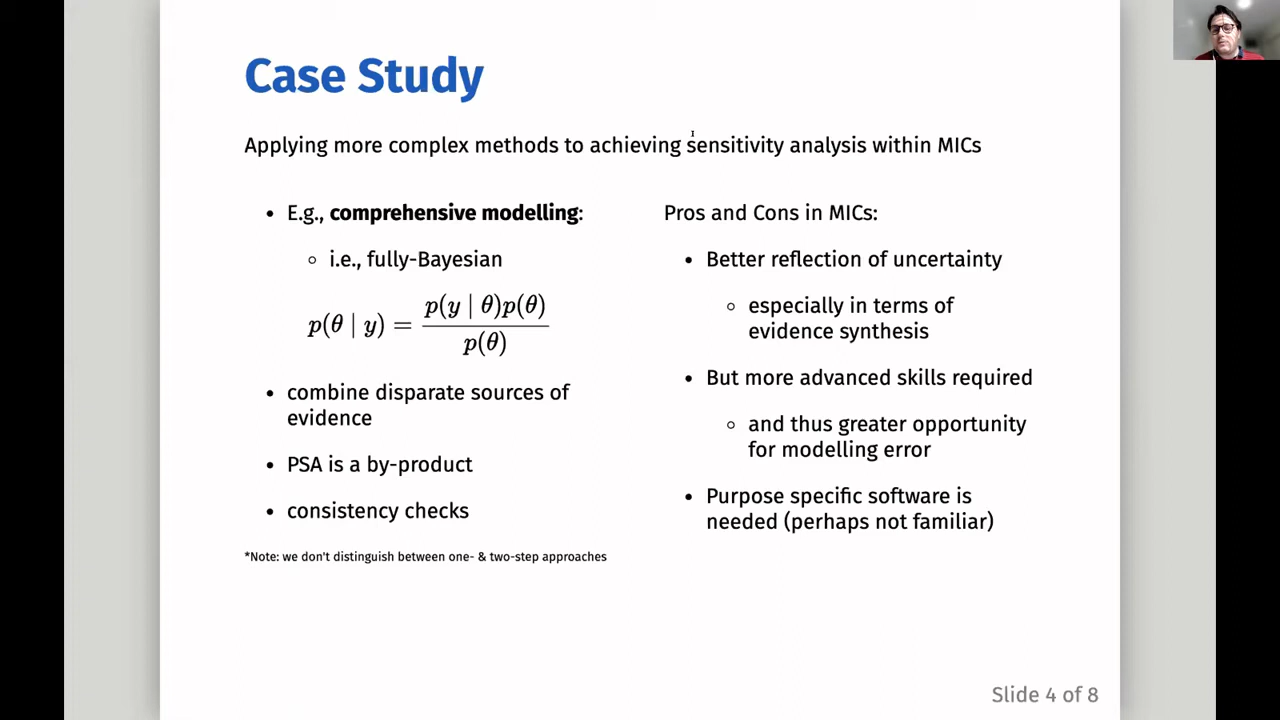 Case Study
Applying more complex methods to achieving sensitivity analysis within MICs
• E.g., comprehensive modelling:
○ i.e., fully-Bayesian
p(θ | y) = p(y | θ)p(θ) / p(θ)
• combine disparate sources of
evidence
• PSA is a by-product
• consistency checks
*Note: we don't distinguish between one- & two-step approaches
Pros and Cons in MICs:
• Better reflection of uncertainty
○ especially in terms of
evidence synthesis
• But more advanced skills required
○ and thus greater opportunity
for modelling error
• Purpose specific software is
needed (perhaps not familiar)
Slide 4 of 8